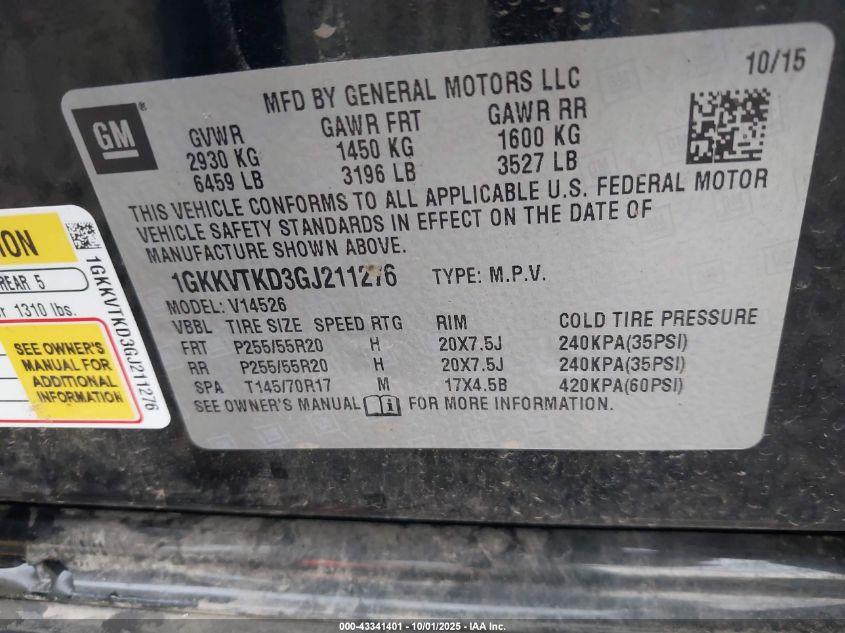 10/15
MFD BY GENERAL MOTORS LLC
GM®
GVWR GAWR FRT GAWR RR
2930 KG 1450 KG 1600 KG
6459 LB 3196 LB 3527 LB
THIS VEHICLE CONFORMS TO ALL APPLICABLE U.S. FEDERAL MOTOR
VEHICLE SAFETY STANDARDS IN EFFECT ON THE DATE OF
MANUFACTURE SHOWN ABOVE.
1GKKVTKD3GJ211276 TYPE: M.P.V.
MODEL: V14526
VBBL TIRE SIZE SPEED RTG RIM COLD TIRE PRESSURE
FRT P255/55R20 H 20X7.5J 240KPA(35PSI)
RR P255/55R20 H 20X7.5J 240KPA(35PSI)
SPA T145/70R17 M 17X4.5B 420KPA(60PSI)
SEE OWNER'S MANUAL FOR MORE INFORMATION.
REAR 5
1310 lbs.
SEE OWNER'S
MANUAL FOR
ADDITIONAL
INFORMATION
1GKKVTKD3GJ211276
000-43341401 - 10/01/2025 - IAA Inc.